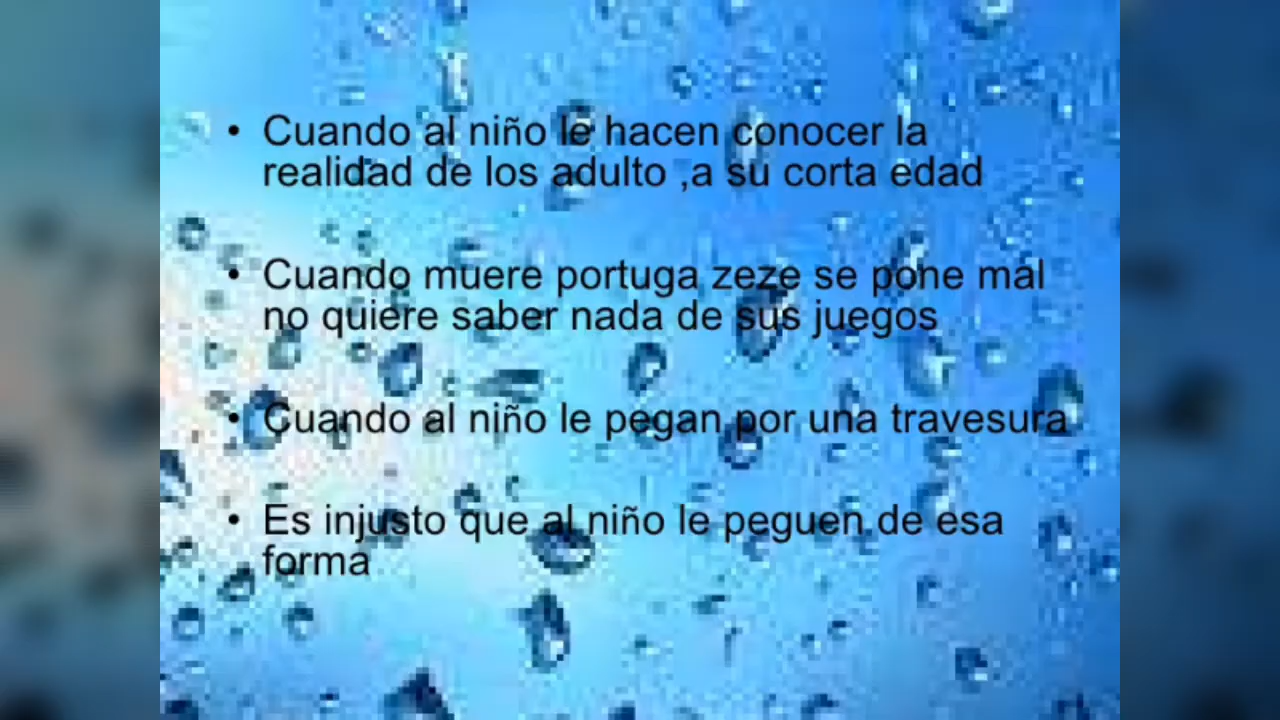 • Cuando al niño le hacen conocer la
realidad de los adulto ,a su corta edad
• Cuando muere portuga zeze se pone mal
no quiere saber nada de sus juegos
• Cuando al niño le pegan por una travesura
• Es injusto que al niño le peguen de esa
forma